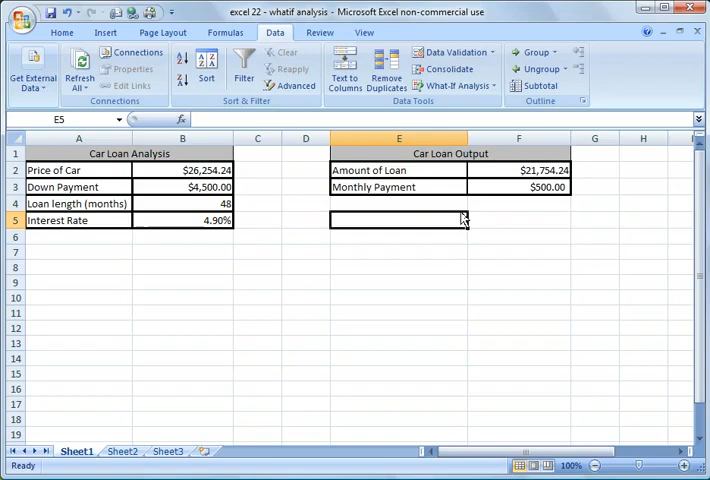 excel 22 - whatif analysis - Microsoft Excel non-commercial use
Home Insert Page Layout Formulas Data Review View
Get External Data
Refresh All
Connections
Properties
Edit Links
Connections
Sort
Filter
Clear
Reapply
Advanced
Sort & Filter
Text to Columns
Remove Duplicates
Data Validation
Consolidate
What-If Analysis
Data Tools
Group
Ungroup
Subtotal
Outline
E5 fx
A B C D E F G H
1 Car Loan Analysis Car Loan Output
2 Price of Car $26,254.24 Amount of Loan $21,754.24
3 Down Payment $4,500.00 Monthly Payment $500.00
4 Loan length (months) 48
5 Interest Rate 4.90%
6
7
8
9
10
11
12
13
14
15
16
17
18
19
Sheet1 Sheet2 Sheet3
Ready 100%